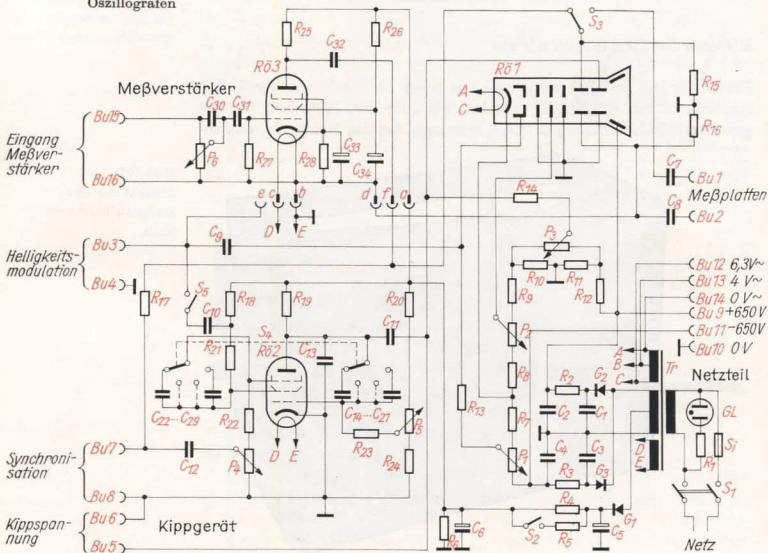 Oszillografen
R25
C32
R26
S3
Meßverstärker
Rö3
Rö1
A
C
R15
R16
Bu15
C30
C31
Eingang
Meßver-
stärker
P6
R27
R28
C33
C34
Bu16
C7
Bu1
Meßplatten
C8
Bu2
R14
e c b d f a
D E
Bu3
C9
Helligkeits-
modulation
Bu4
P3
R10
R11
R9
R12
Bu12 6,3V~
Bu13 4V~
Bu14 0V~
Bu9 +650V
Bu11 -650V
Bu10 0V
R17
S5
C10
R18
R19
R20
C11
S4
R21
Rö2
C13
P2
R8
A
B
C
Tr
Netzteil
R2
G2
C2
C1
GL
C22...C29
R22
C14...C21
P5
R23
R13
R7
C4
C3
D
E
R1
Si
Bu7
Synchroni-
sation
C12
P4
D E
R24
P1
R3
G3
S1
Bu8
R4
G1
Bu6
Kippspan-
nung
Kippgerät
R6
C6
S2
R5
C5
Bu5
Netz